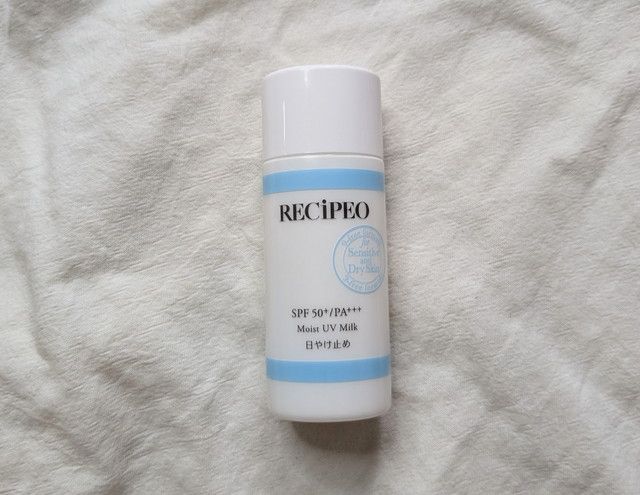 RECiPEO
for
Sensitive
and
Dry Skin
SPF 50⁺/PA⁺⁺⁺
Moist UV Milk
日やけ止め